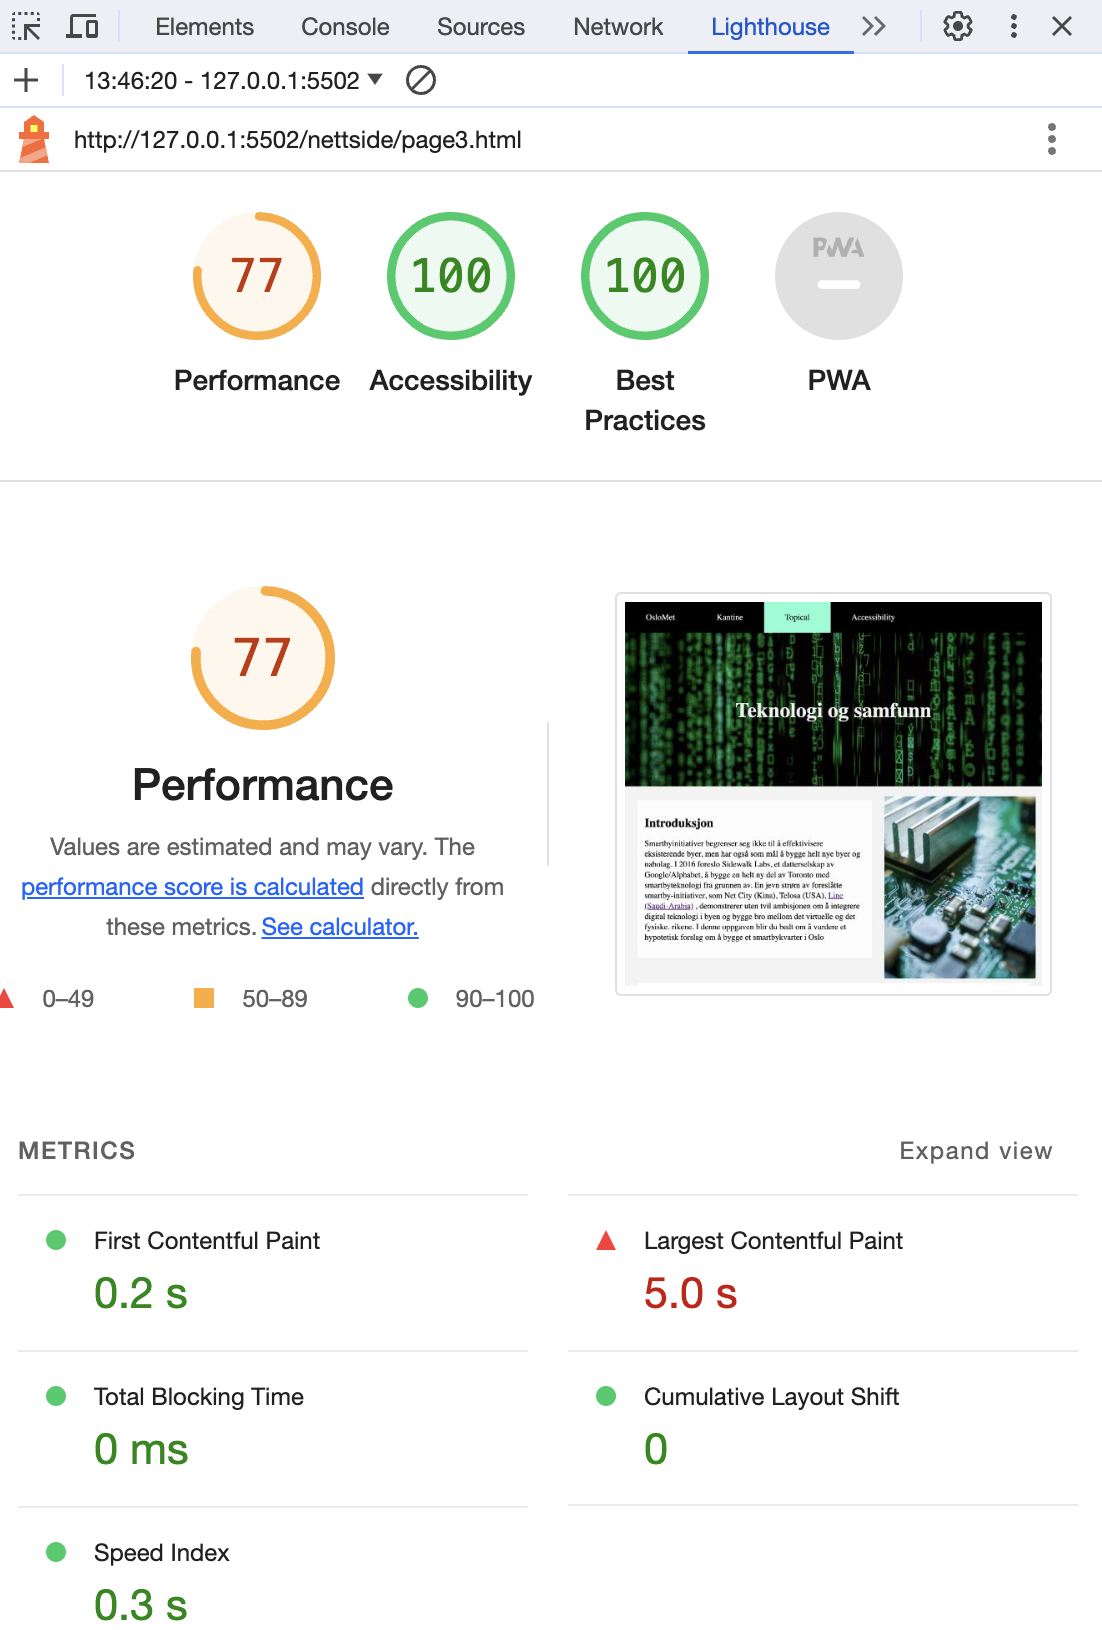 Elements Console Sources Network Lighthouse
13:46:20 - 127.0.0.1:5502
http://127.0.0.1:5502/nettside/page3.html
77 100 100 PWA
Performance Accessibility Best Practices PWA
77
Performance
Values are estimated and may vary. The
performance score is calculated directly from
these metrics. See calculator.
0–49 50–89 90–100
OsloMet Kantine Topical Accessibility
Teknologi og samfunn
Introduksjon
Smartbyinitiativer begrenser seg ikke til å effektivisere
eksisterende byer, men har også som mål å bygge helt nye byer og
nabolag. I 2016 foreslo Sidewalk Labs, et datterselskap av
Google/Alphabet, å bygge en helt ny del av Toronto med
smartbyteknologi fra grunnen av. En jevn strøm av foreslåtte
smartby-initiativer, som Net City (Kina), Telosa (USA), Line
(Saudi-Arabia) , demonstrerer uten tvil ambisjonen om å integrere
digital teknologi i byen og bygge bro mellom det virtuelle og det
fysiske. rikene. I denne oppgaven blir du bedt om å vurdere et
hypotetisk forslag om å bygge et smartbykvarter i Oslo
METRICS
Expand view
First Contentful Paint
0.2 s
Largest Contentful Paint
5.0 s
Total Blocking Time
0 ms
Cumulative Layout Shift
0
Speed Index
0.3 s